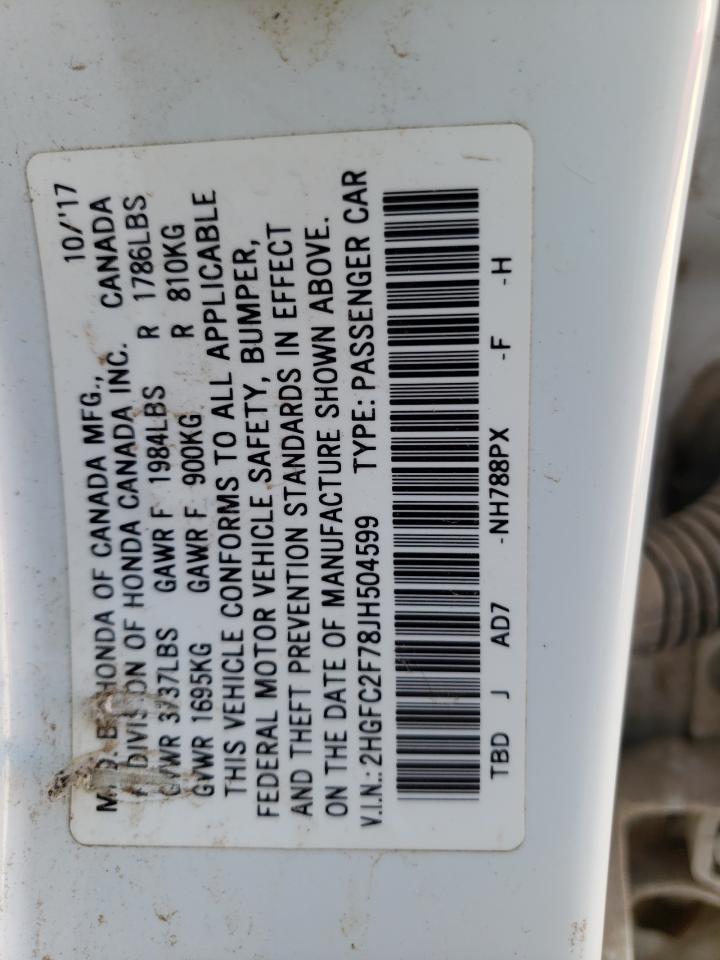 HONDA OF CANADA MFG., 10/'17
DIVISION OF HONDA CANADA INC. CANADA
GVWR LBS GAWR F 1984LBS R 1786LBS
GVWR 1695KG GAWR F 900KG R 810KG
THIS VEHICLE CONFORMS TO ALL APPLICABLE
FEDERAL MOTOR VEHICLE SAFETY, BUMPER,
AND THEFT PREVENTION STANDARDS IN EFFECT
ON THE DATE OF MANUFACTURE SHOWN ABOVE.
V.I.N.: 2HGFC2F78JH504599 TYPE: PASSENGER CAR
TBD J AD7 -NH788PX -F -H